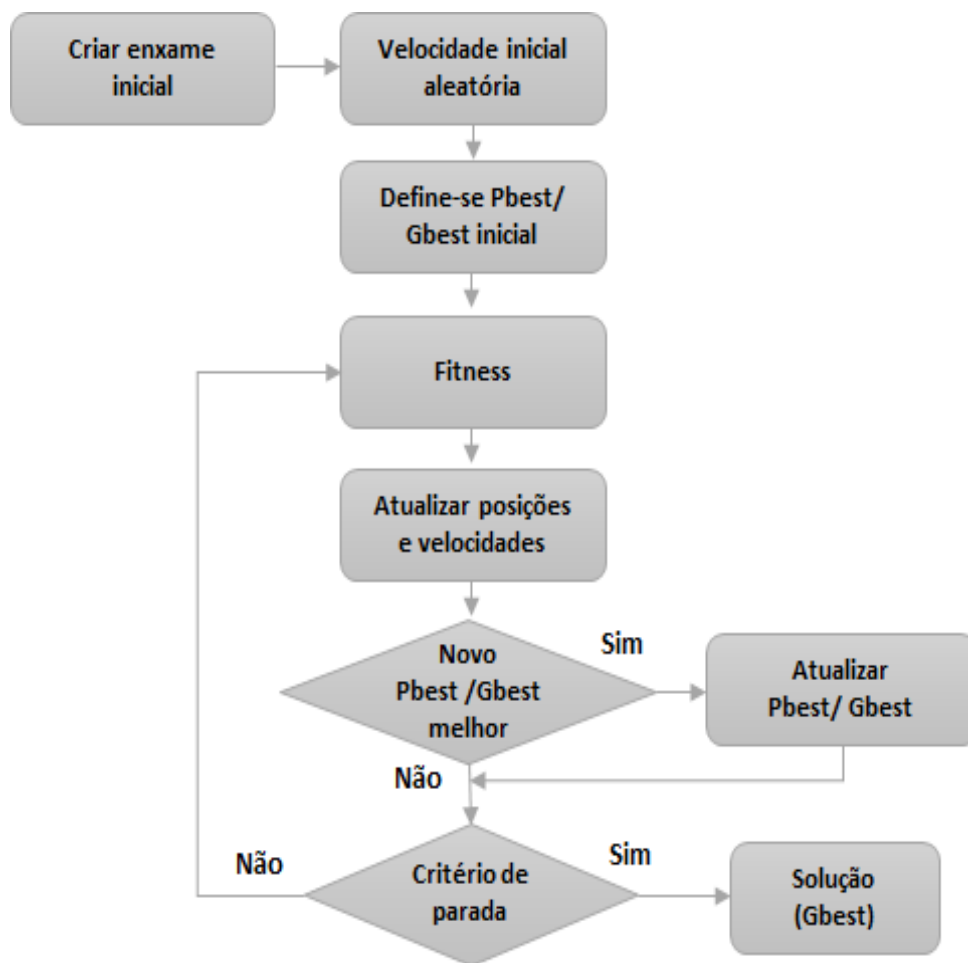 Criar enxame
inicial
Velocidade inicial
aleatória
Define-se Pbest/
Gbest inicial
Fitness
Atualizar posições
e velocidades
Novo
Pbest /Gbest
melhor
Sim
Atualizar
Pbest/ Gbest
Não
Critério de
parada
Não
Sim
Solução
(Gbest)